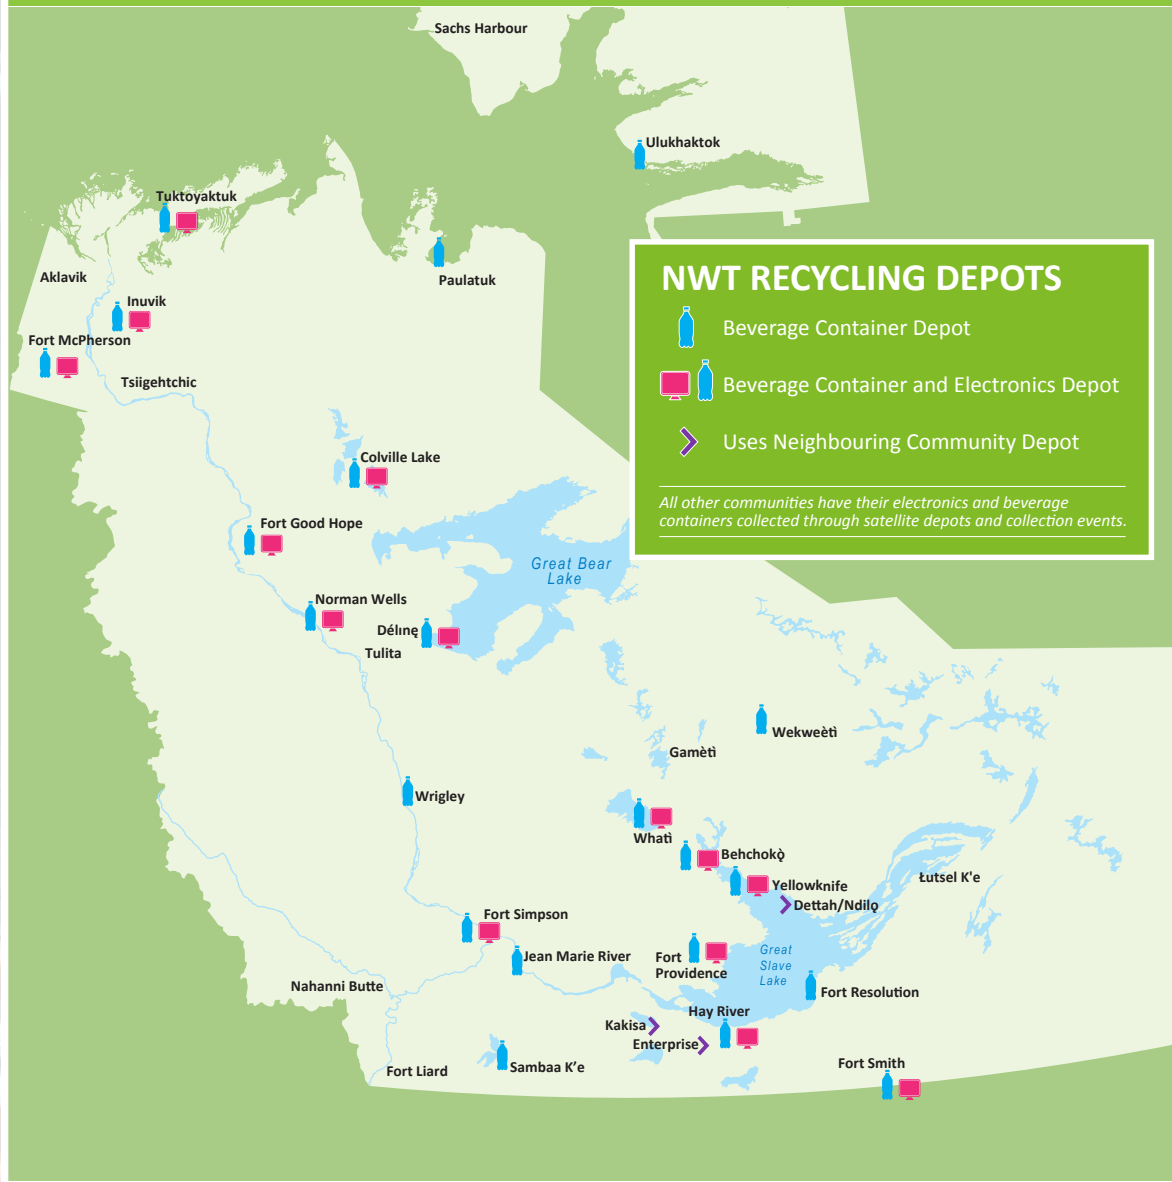 Sachs Harbour
Ulukhaktok
Tuktoyaktuk
Aklavik
Paulatuk
Inuvik
Fort McPherson
Tsiigehtchic
NWT RECYCLING DEPOTS
Beverage Container Depot
Beverage Container and Electronics Depot
Uses Neighbouring Community Depot
All other communities have their electronics and beverage
containers collected through satellite depots and collection events.
Colville Lake
Fort Good Hope
Great Bear
Lake
Norman Wells
Délı̨nę
Tulita
Wekweètì
Gamètì
Wrigley
Whatì
Behchokǫ̀
Yellowknife
Łutsel K'e
Dettah/Ndilǫ
Fort Simpson
Jean Marie River
Fort
Providence
Great
Slave
Lake
Nahanni Butte
Fort Resolution
Hay River
Kakisa
Enterprise
Fort Smith
Sambaa K’e
Fort Liard